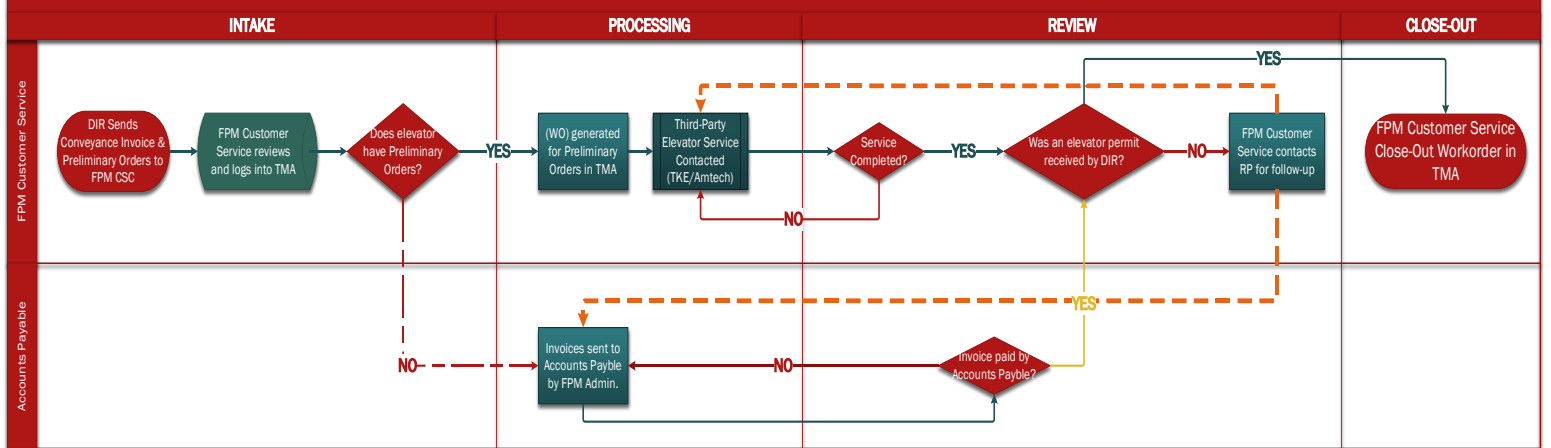 INTAKE
PROCESSING
REVIEW
CLOSE-OUT
FPM Customer Service
DIR Sends
Conveyance Invoice &
Preliminary Orders to
FPM CSC
FPM Customer
Service reviews
and logs into TMA
Does elevator
have Preliminary
Orders?
YES
(WO) generated
for Preliminary
Orders in TMA
Third-Party
Elevator Service
Contacted
(TKE/Amtech)
Service
Completed?
YES
NO
Was an elevator permit
received by DIR?
YES
NO
FPM Customer
Service contacts
RP for follow-up
FPM Customer Service
Close-Out Workorder in
TMA
Accounts Payable
NO
Invoices sent to
Accounts Payble
by FPM Admin.
NO
Invoice paid by
Accounts Payble?
YES